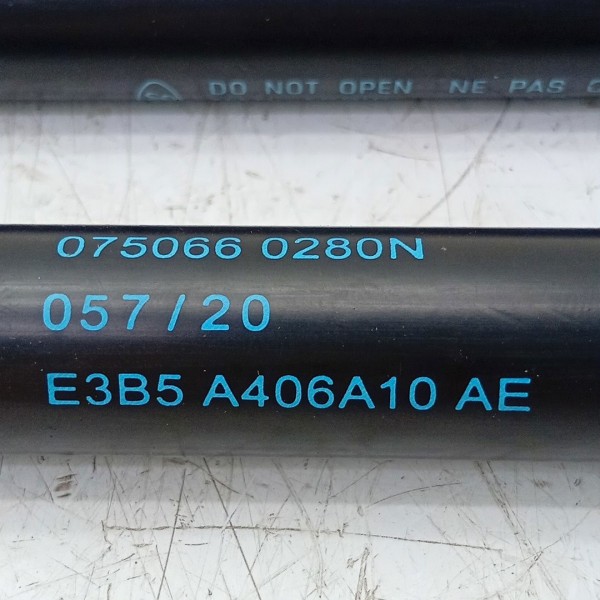 DO NOT OPEN NE PAS
075066 0280N
057/20
E3B5 A406A10 AE